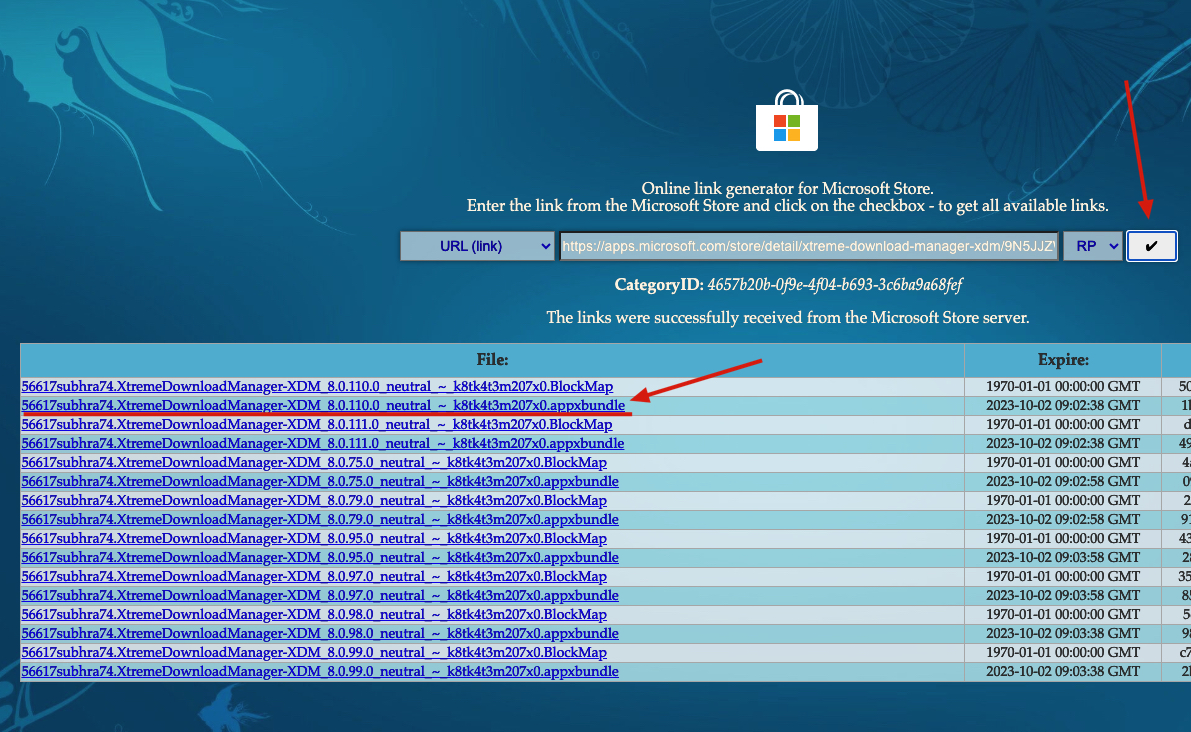 Online link generator for Microsoft Store.
Enter the link from the Microsoft Store and click on the checkbox - to get all available links.
URL (link) https://apps.microsoft.com/store/detail/xtreme-download-manager-xdm/9N5JJZ RP ✔
CategoryID: 4657b20b-0f9e-4f04-b693-3c6ba9a68fef
The links were successfully received from the Microsoft Store server.
File: Expire:
56617subhra74.XtremeDownloadManager-XDM_8.0.110.0_neutral_~_k8tk4t3m207x0.BlockMap 1970-01-01 00:00:00 GMT 50
56617subhra74.XtremeDownloadManager-XDM_8.0.110.0_neutral_~_k8tk4t3m207x0.appxbundle 2023-10-02 09:02:38 GMT 1
56617subhra74.XtremeDownloadManager-XDM_8.0.111.0_neutral_~_k8tk4t3m207x0.BlockMap 1970-01-01 00:00:00 GMT d
56617subhra74.XtremeDownloadManager-XDM_8.0.111.0_neutral_~_k8tk4t3m207x0.appxbundle 2023-10-02 09:02:38 GMT 49
56617subhra74.XtremeDownloadManager-XDM_8.0.75.0_neutral_~_k8tk4t3m207x0.BlockMap 1970-01-01 00:00:00 GMT 4
56617subhra74.XtremeDownloadManager-XDM_8.0.75.0_neutral_~_k8tk4t3m207x0.appxbundle 2023-10-02 09:02:58 GMT 0
56617subhra74.XtremeDownloadManager-XDM_8.0.79.0_neutral_~_k8tk4t3m207x0.BlockMap 1970-01-01 00:00:00 GMT 2
56617subhra74.XtremeDownloadManager-XDM_8.0.79.0_neutral_~_k8tk4t3m207x0.appxbundle 2023-10-02 09:02:58 GMT 91
56617subhra74.XtremeDownloadManager-XDM_8.0.95.0_neutral_~_k8tk4t3m207x0.BlockMap 1970-01-01 00:00:00 GMT 43
56617subhra74.XtremeDownloadManager-XDM_8.0.95.0_neutral_~_k8tk4t3m207x0.appxbundle 2023-10-02 09:03:58 GMT 28
56617subhra74.XtremeDownloadManager-XDM_8.0.97.0_neutral_~_k8tk4t3m207x0.BlockMap 1970-01-01 00:00:00 GMT 35
56617subhra74.XtremeDownloadManager-XDM_8.0.97.0_neutral_~_k8tk4t3m207x0.appxbundle 2023-10-02 09:03:58 GMT 8
56617subhra74.XtremeDownloadManager-XDM_8.0.98.0_neutral_~_k8tk4t3m207x0.BlockMap 1970-01-01 00:00:00 GMT 5
56617subhra74.XtremeDownloadManager-XDM_8.0.98.0_neutral_~_k8tk4t3m207x0.appxbundle 2023-10-02 09:03:38 GMT 98
56617subhra74.XtremeDownloadManager-XDM_8.0.99.0_neutral_~_k8tk4t3m207x0.BlockMap 1970-01-01 00:00:00 GMT c7
56617subhra74.XtremeDownloadManager-XDM_8.0.99.0_neutral_~_k8tk4t3m207x0.appxbundle 2023-10-02 09:03:58 GMT 2